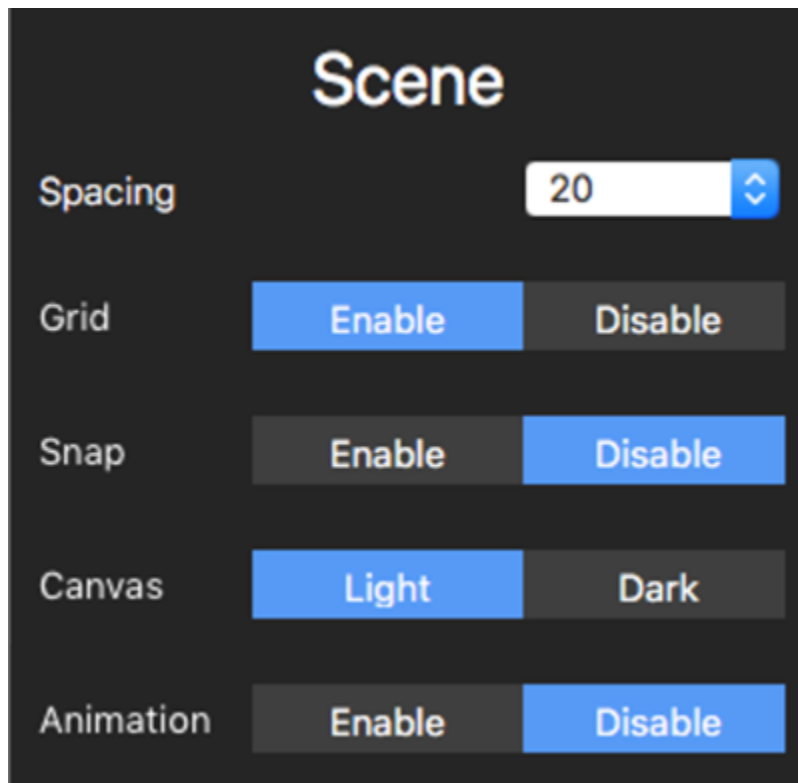 Scene
Spacing 20
Grid Enable Disable
Snap Enable Disable
Canvas Light Dark
Animation Enable Disable